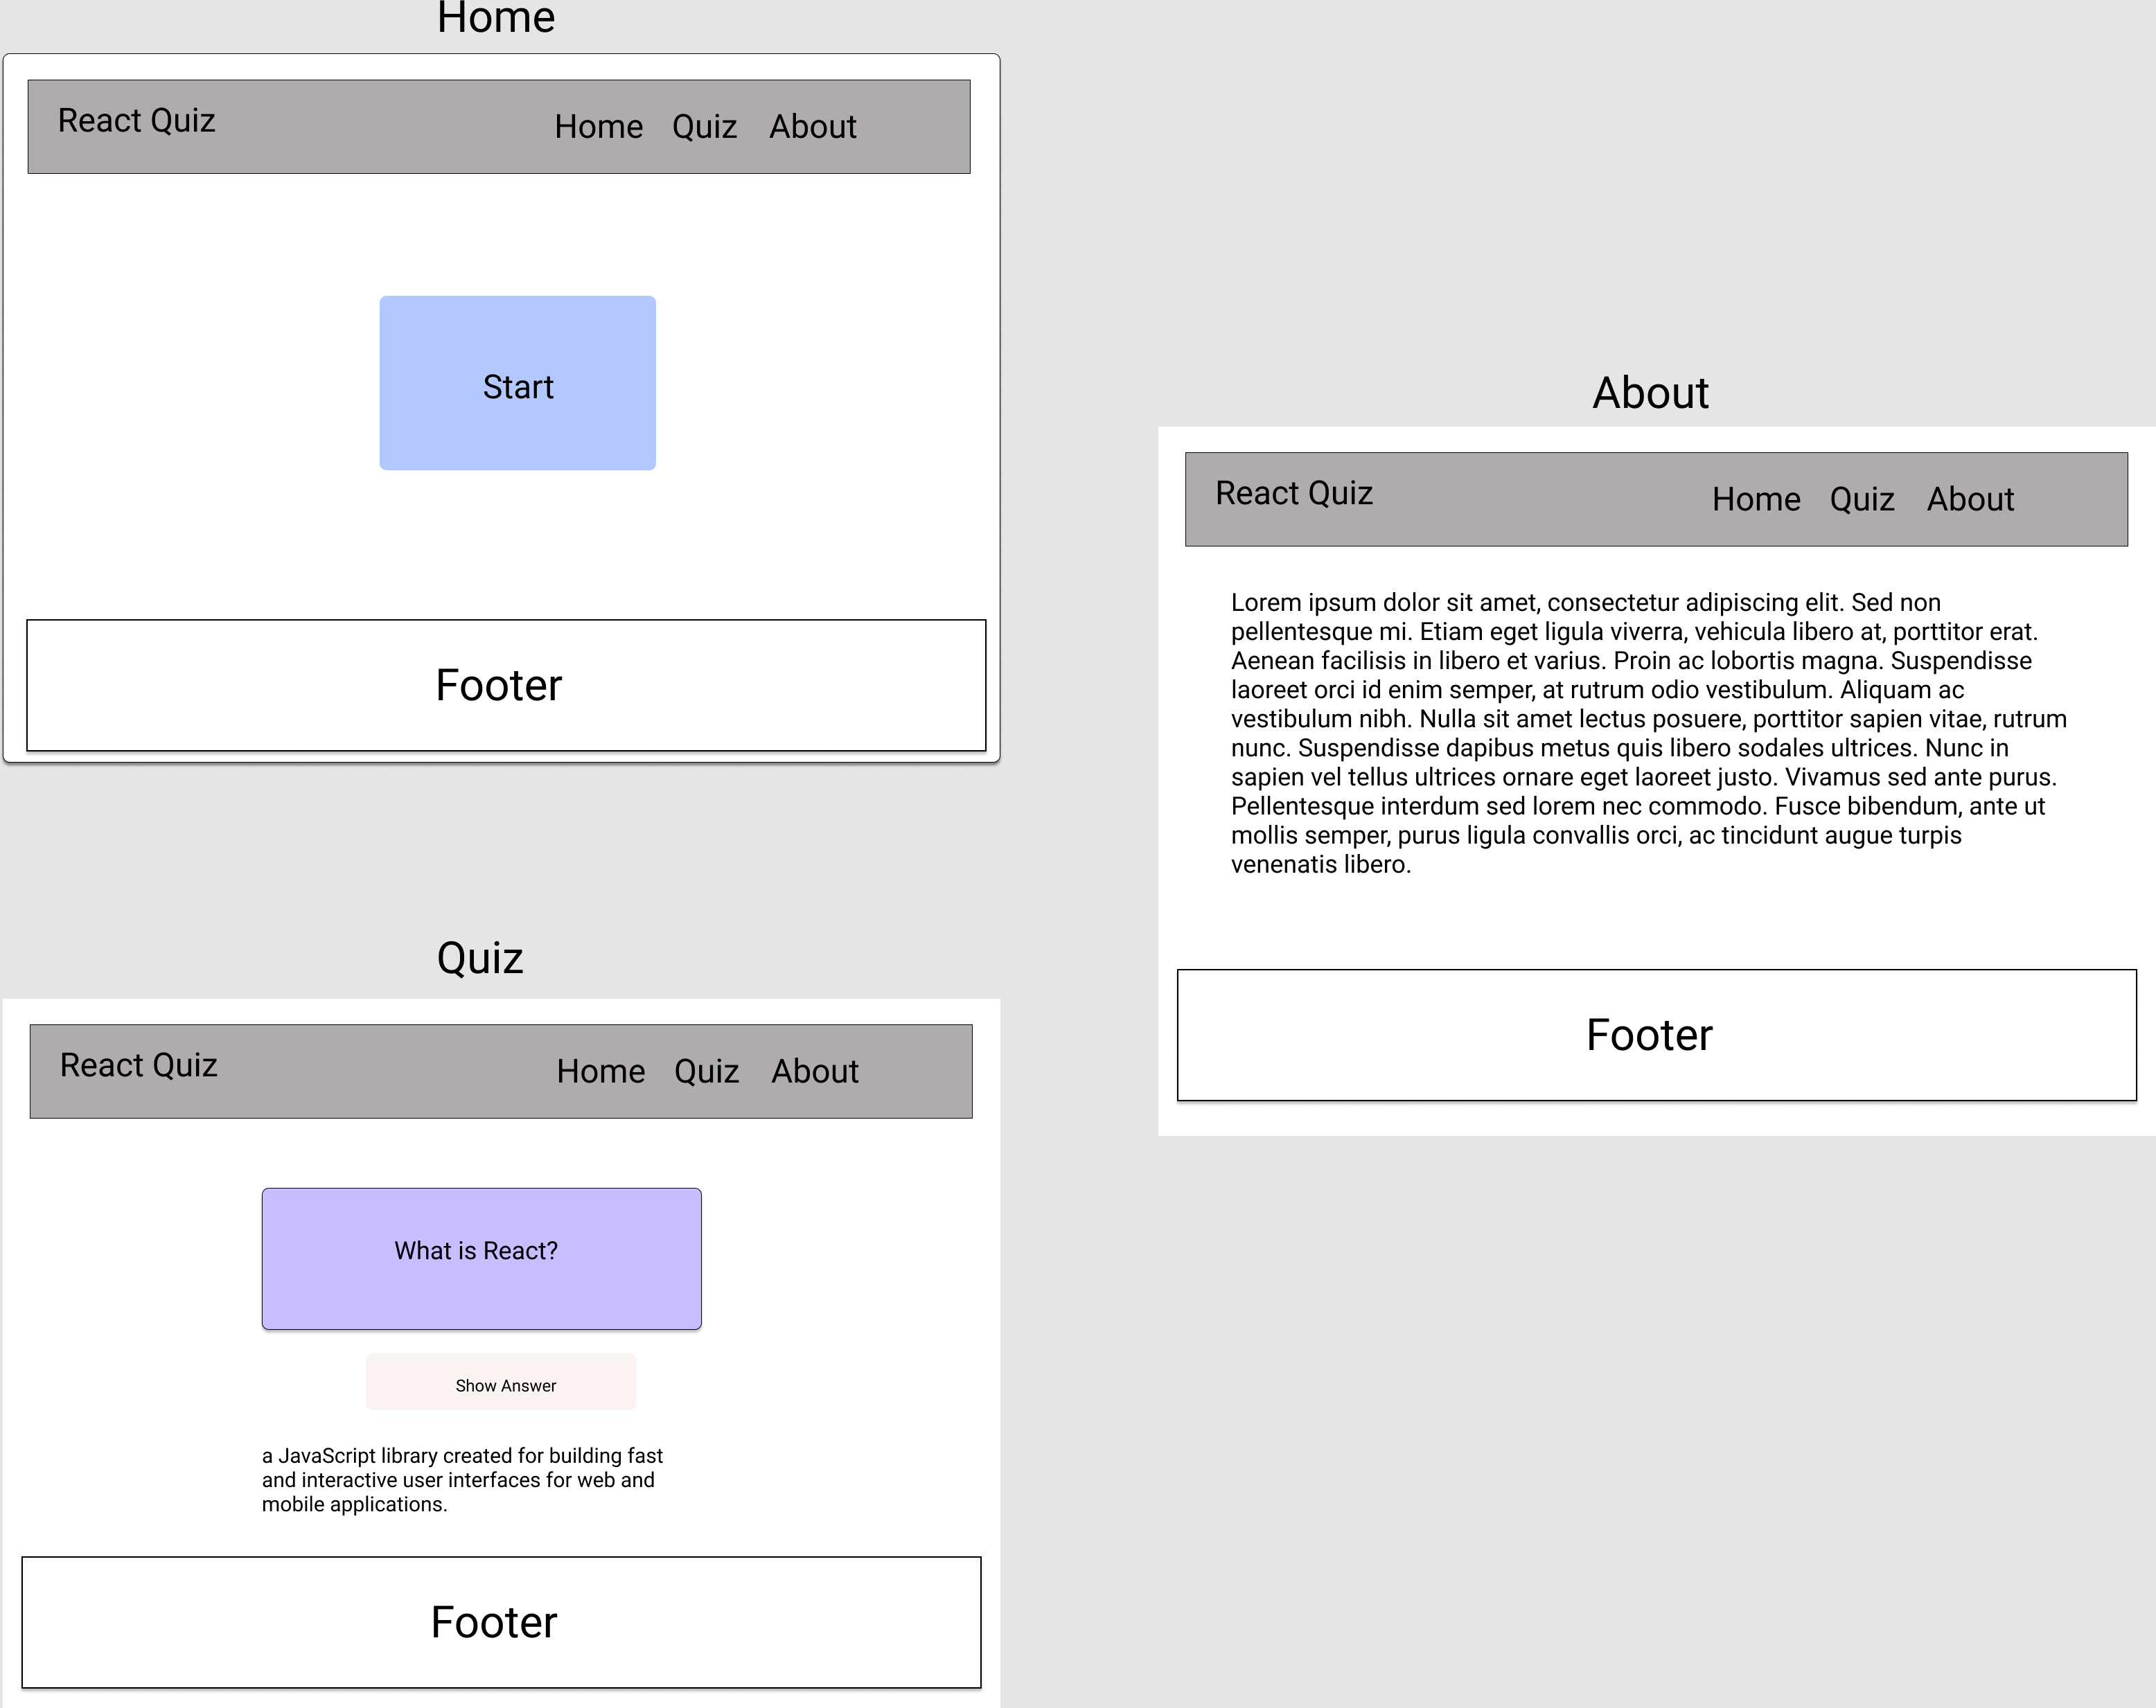 Home
React Quiz
Home Quiz About
Start
Footer
Quiz
React Quiz
Home Quiz About
What is React?
Show Answer
a JavaScript library created for building fast
and interactive user interfaces for web and
mobile applications.
Footer
About
React Quiz
Home Quiz About
Lorem ipsum dolor sit amet, consectetur adipiscing elit. Sed non
pellentesque mi. Etiam eget ligula viverra, vehicula libero at, porttitor erat.
Aenean facilisis in libero et varius. Proin ac lobortis magna. Suspendisse
laoreet orci id enim semper, at rutrum odio vestibulum. Aliquam ac
vestibulum nibh. Nulla sit amet lectus posuere, porttitor sapien vitae, rutrum
nunc. Suspendisse dapibus metus quis libero sodales ultrices. Nunc in
sapien vel tellus ultrices ornare eget laoreet justo. Vivamus sed ante purus.
Pellentesque interdum sed lorem nec commodo. Fusce bibendum, ante ut
mollis semper, purus ligula convallis orci, ac tincidunt augue turpis
venenatis libero.
Footer